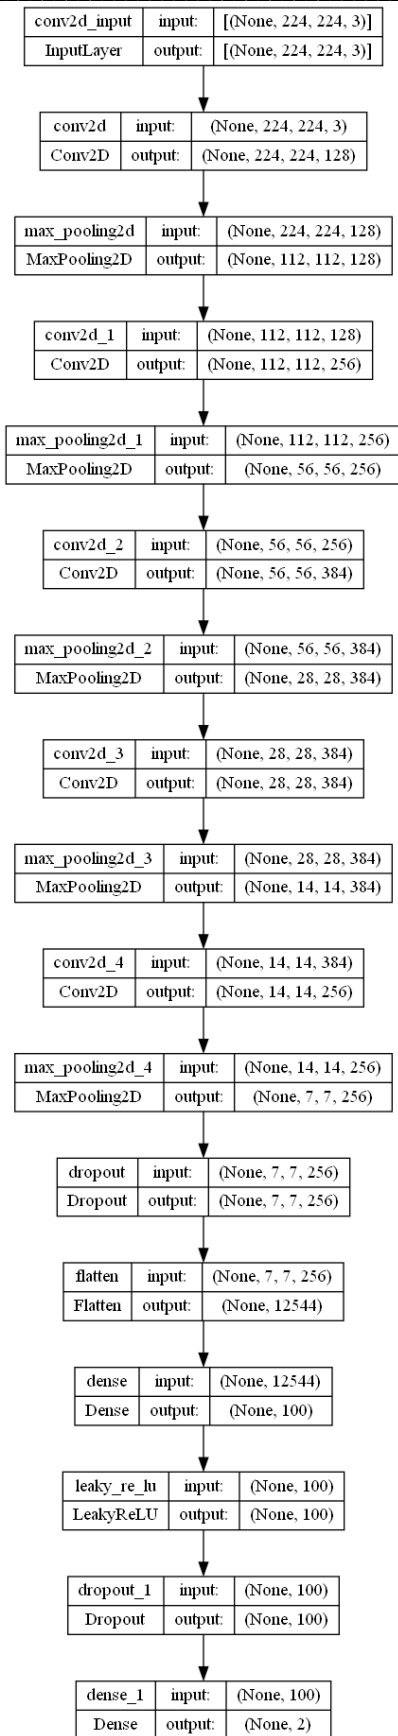 conv2d_input input: [(None, 224, 224, 3)]
InputLayer output: [(None, 224, 224, 3)]
conv2d input: (None, 224, 224, 3)
Conv2D output: (None, 224, 224, 128)
max_pooling2d input: (None, 224, 224, 128)
MaxPooling2D output: (None, 112, 112, 128)
conv2d_1 input: (None, 112, 112, 128)
Conv2D output: (None, 112, 112, 256)
max_pooling2d_1 input: (None, 112, 112, 256)
MaxPooling2D output: (None, 56, 56, 256)
conv2d_2 input: (None, 56, 56, 256)
Conv2D output: (None, 56, 56, 384)
max_pooling2d_2 input: (None, 56, 56, 384)
MaxPooling2D output: (None, 28, 28, 384)
conv2d_3 input: (None, 28, 28, 384)
Conv2D output: (None, 28, 28, 384)
max_pooling2d_3 input: (None, 28, 28, 384)
MaxPooling2D output: (None, 14, 14, 384)
conv2d_4 input: (None, 14, 14, 384)
Conv2D output: (None, 14, 14, 256)
max_pooling2d_4 input: (None, 14, 14, 256)
MaxPooling2D output: (None, 7, 7, 256)
dropout input: (None, 7, 7, 256)
Dropout output: (None, 7, 7, 256)
flatten input: (None, 7, 7, 256)
Flatten output: (None, 12544)
dense input: (None, 12544)
Dense output: (None, 100)
leaky_re_lu input: (None, 100)
LeakyReLU output: (None, 100)
dropout_1 input: (None, 100)
Dropout output: (None, 100)
dense_1 input: (None, 100)
Dense output: (None, 2)